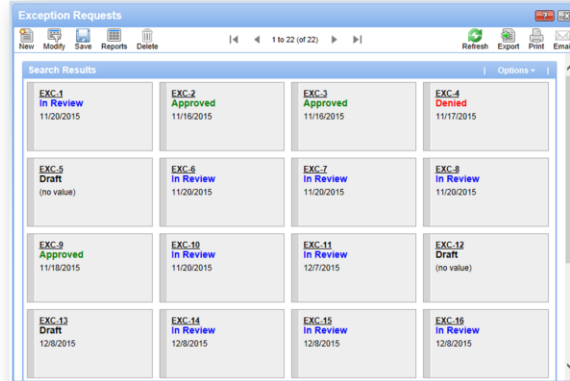 Exception Requests
New Modify Save Reports Delete 1 to 22 (of 22) Refresh Export Print Email
Search Results | Options |
EXC-1 EXC-2 EXC-3 EXC-4
In Review Approved Approved Denied
11/20/2015 11/16/2015 11/16/2015 11/17/2015
EXC-5 EXC-6 EXC-7 EXC-8
Draft In Review In Review In Review
(no value) 11/20/2015 11/20/2015 11/20/2015
EXC-9 EXC-10 EXC-11 EXC-12
Approved In Review In Review Draft
11/18/2015 11/20/2015 12/7/2015 (no value)
EXC-13 EXC-14 EXC-15 EXC-16
Draft In Review In Review In Review
12/8/2015 12/8/2015 12/8/2015 12/8/2015